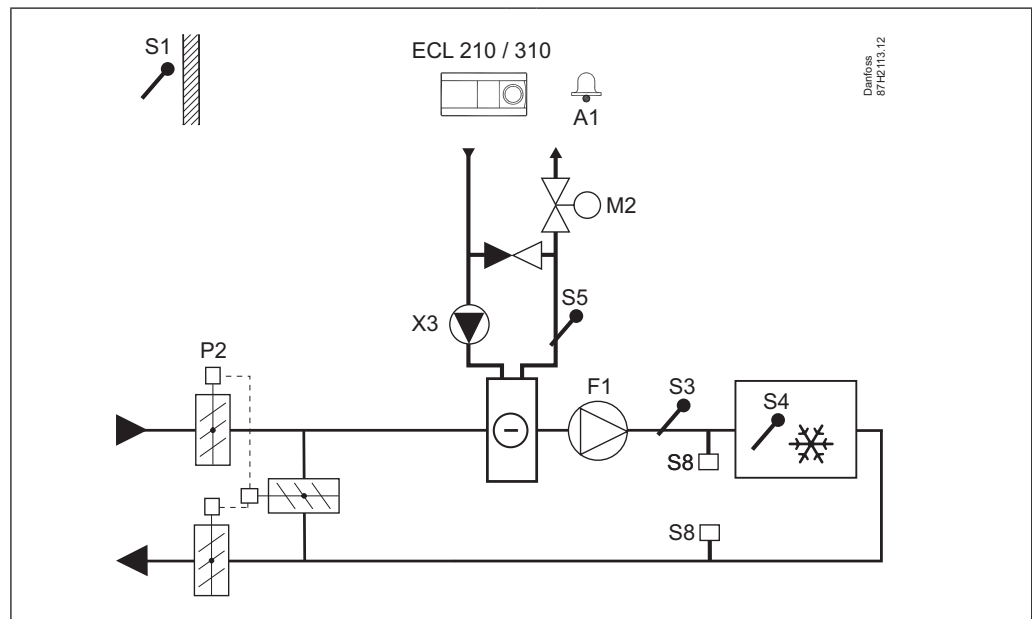 S1
ECL 210 / 310
A1
Danfoss
87H2113.12
M2
S5
X3
P2
F1
S3
S4
S8
S8